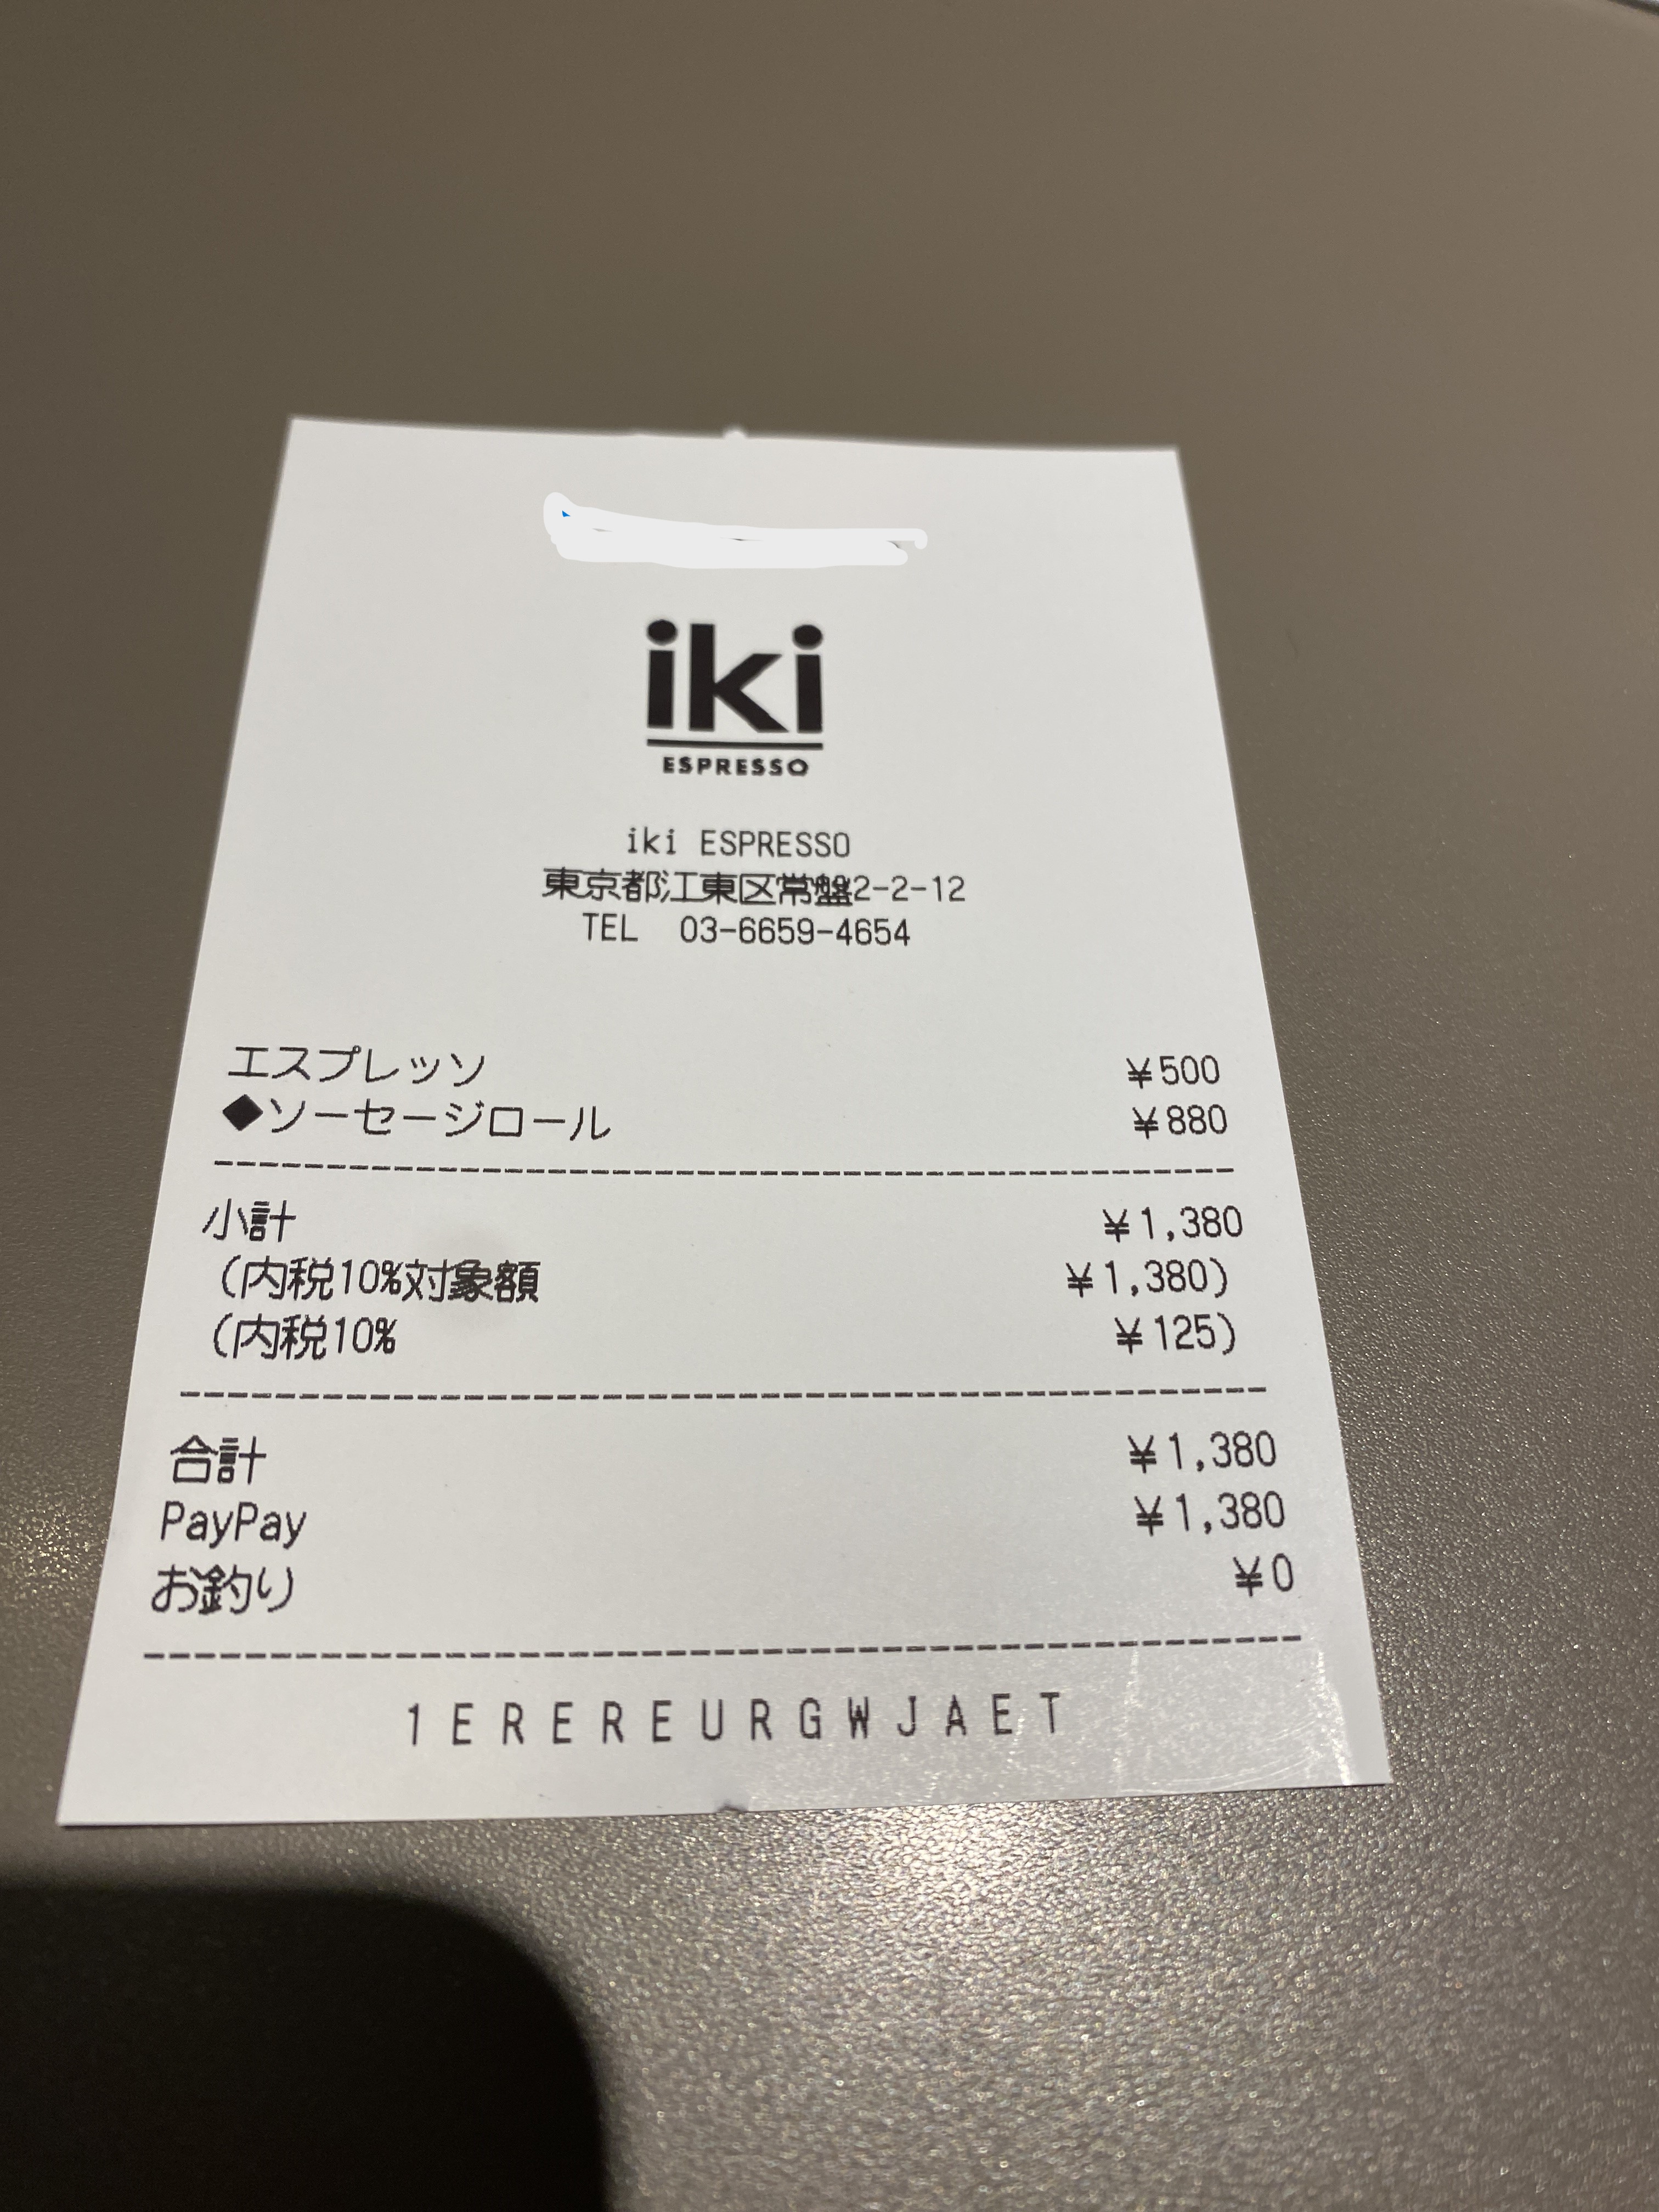 iki
ESPRESSO
iki ESPRESSO
東京都江東区常盤2-2-12
TEL 03-6659-4654
エスプレッソ ¥500
◆ソーセージロール ¥880
小計 ¥1,380
(内税10%対象額 ¥1,380)
(内税10% ¥125)
合計 ¥1,380
PayPay ¥1,380
お釣り ¥0
1EREREURGWJAET